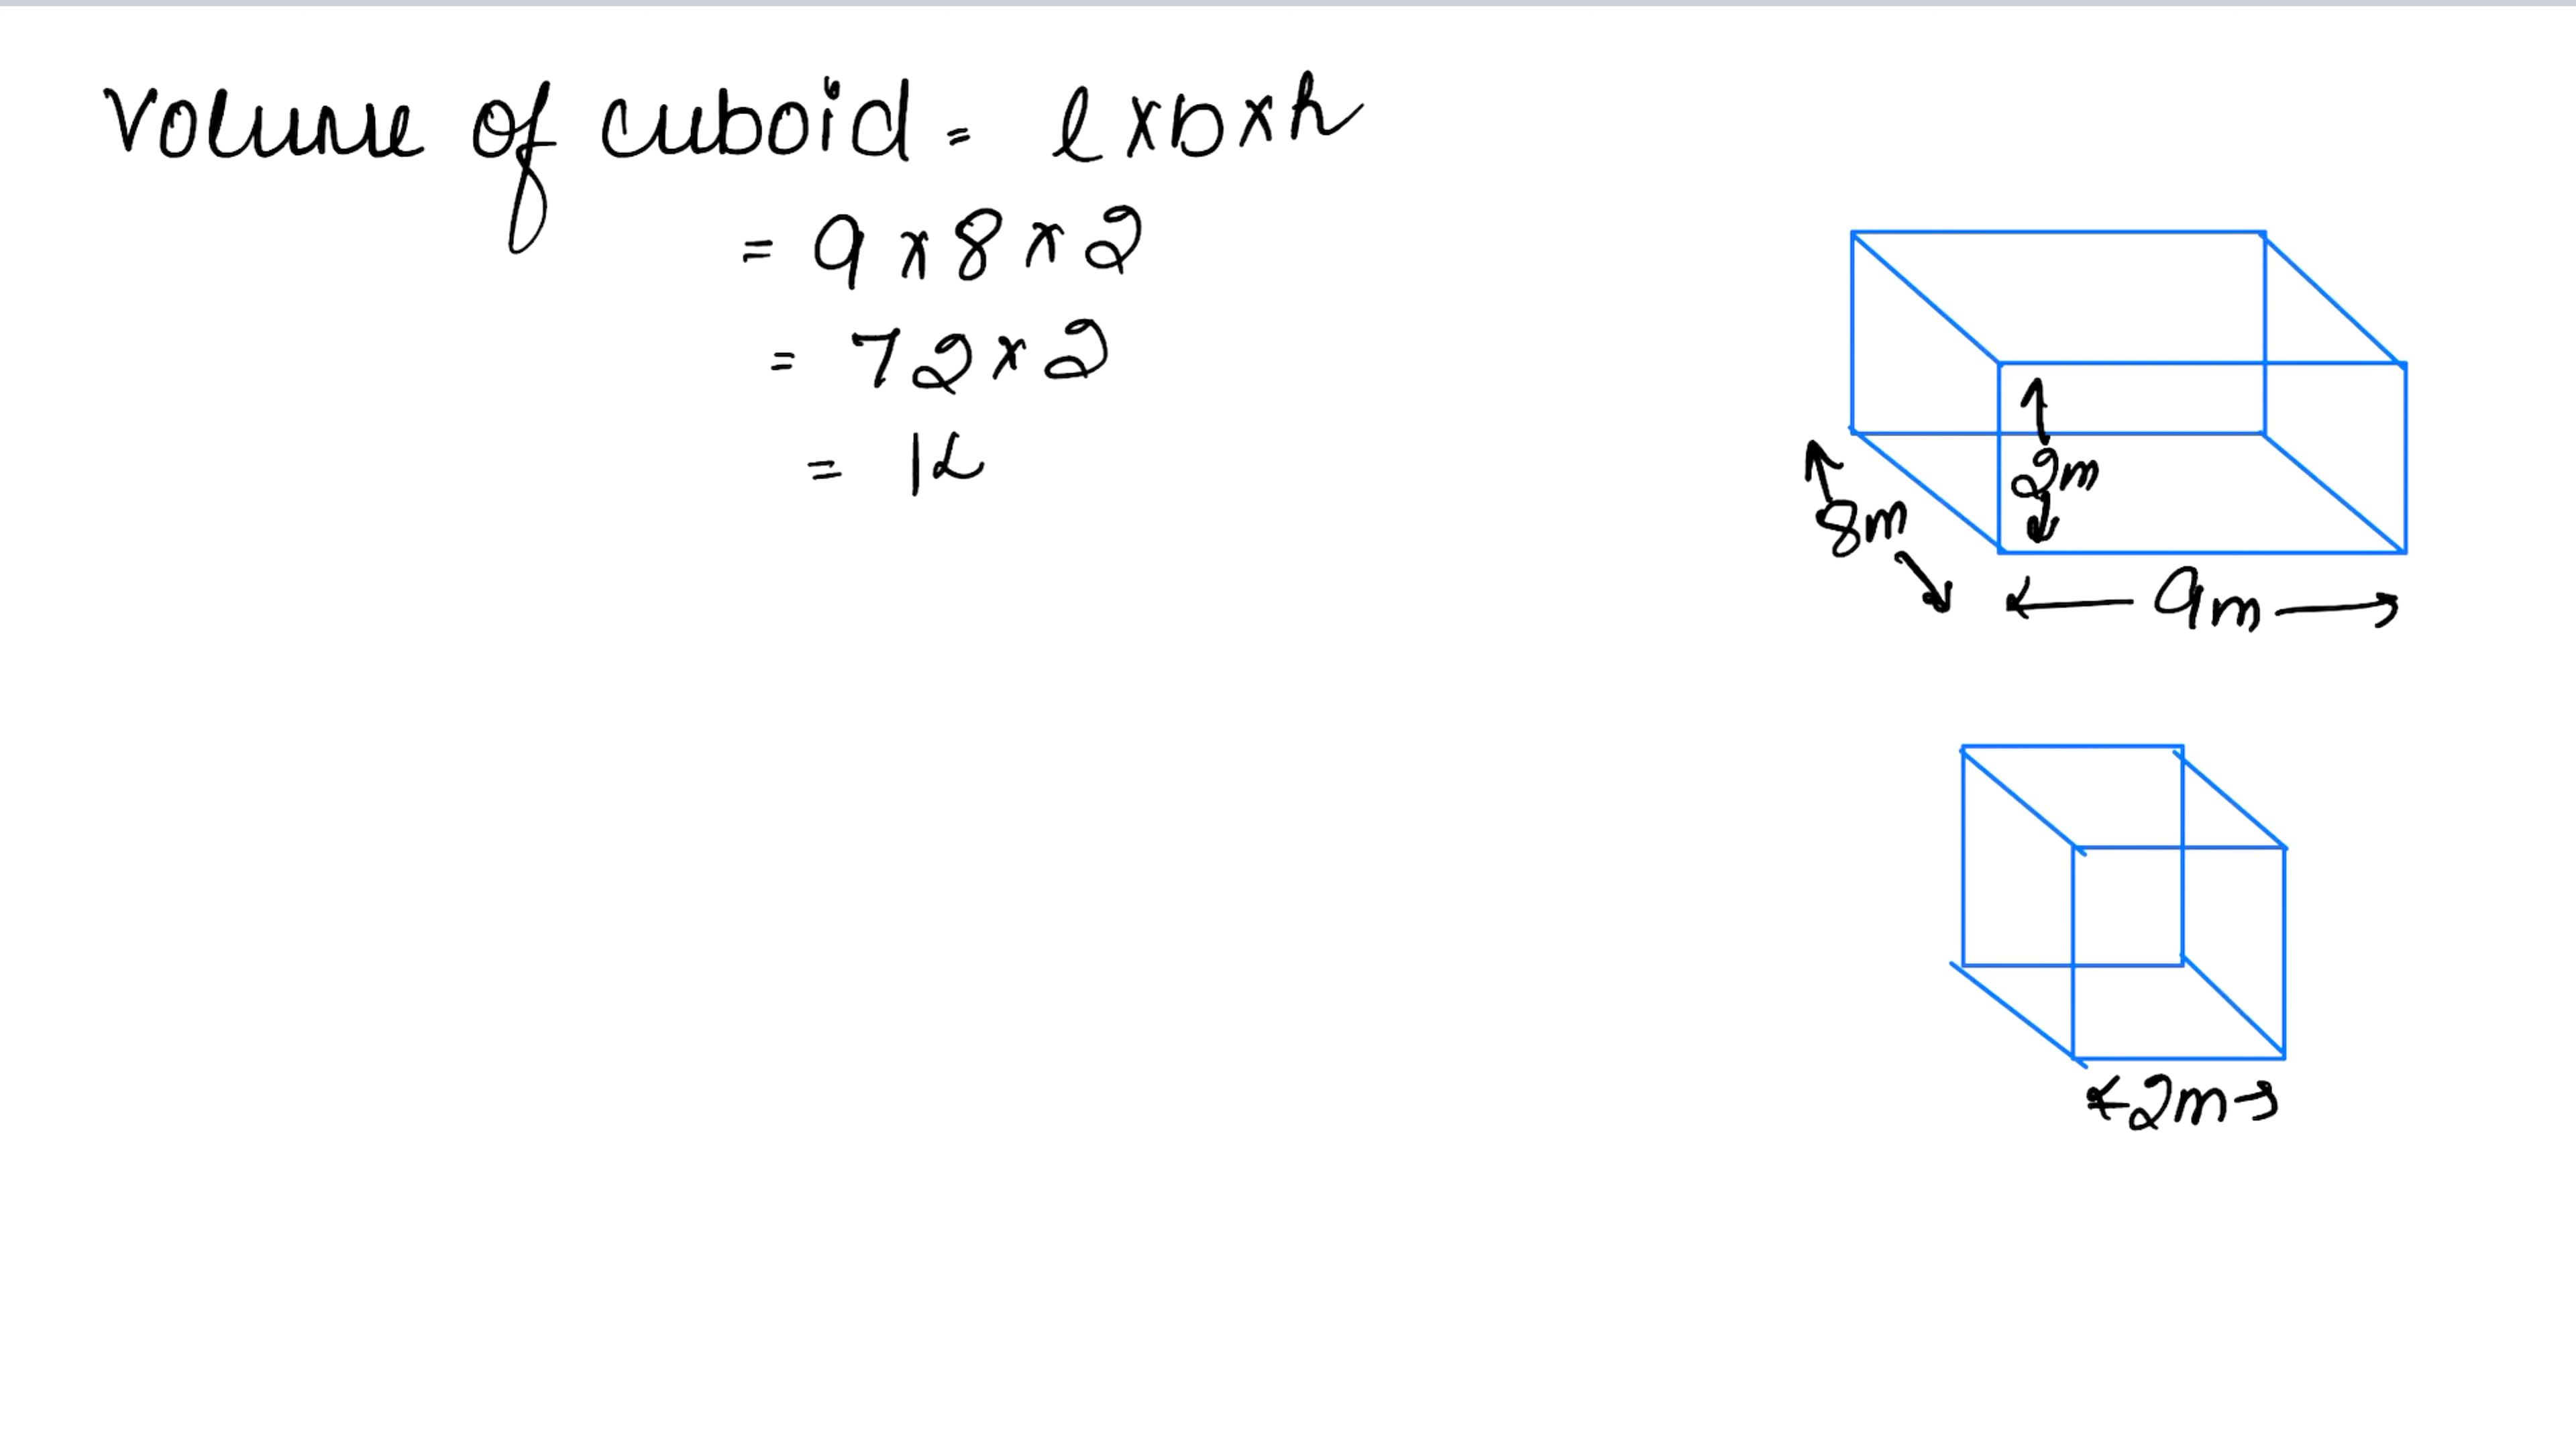 Volume of cuboid = l x b x h
= 9 x 8 x 2
= 72 x 2
= 1
2m
8m
9m
2m